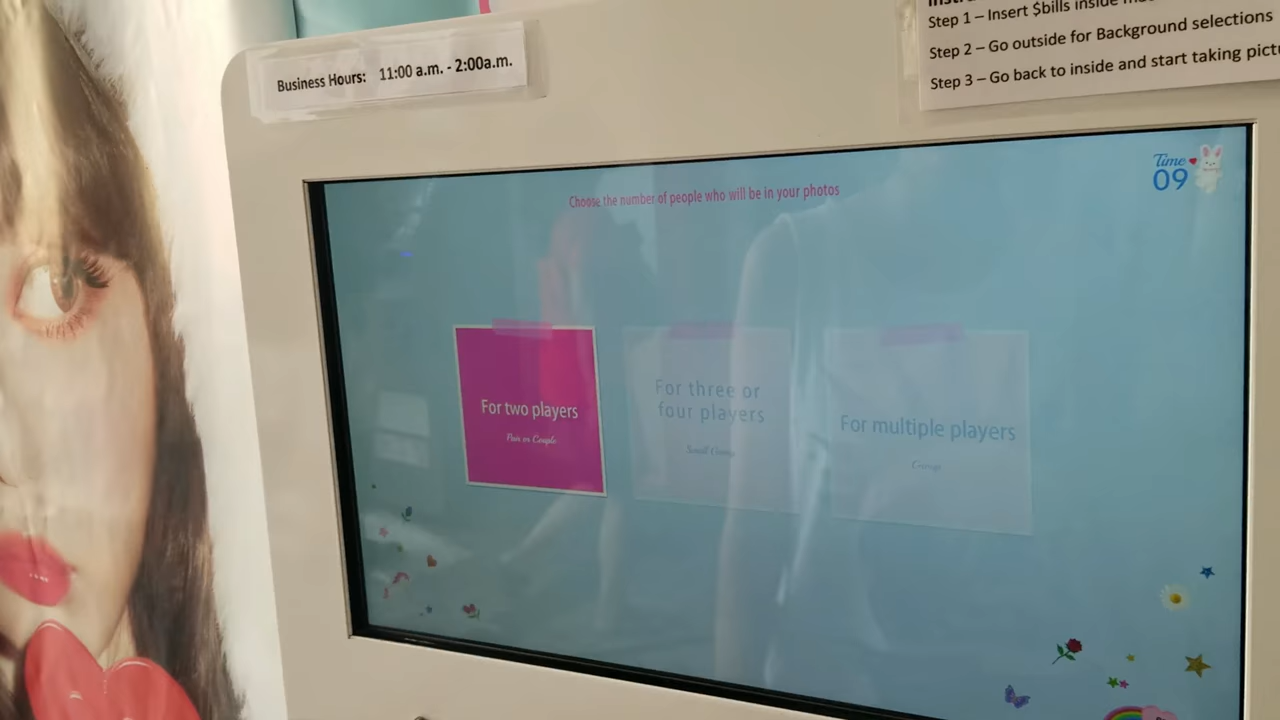 Business Hours: 11:00 a.m. - 2:00a.m.
Step 1 – Insert $bills inside
Step 2 – Go outside for Background selections
Step 3 – Go back to inside and start taking
Time
09
Choose the number of people who will be in your photos
For two players
Pair or Couple
For three or
four players
Small Group
For multiple players
Group